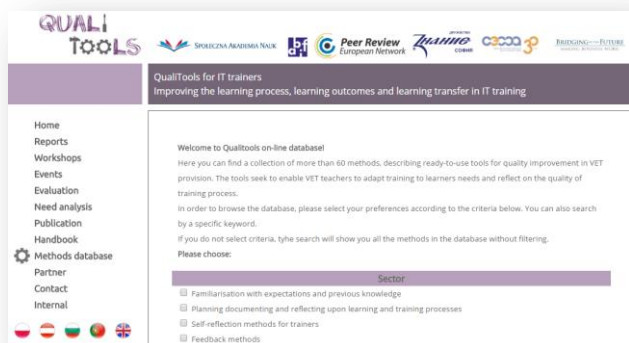 QUALI
TOOLS
SPOŁECZNA AKADEMIA NAUK
bf
Peer Review
European Network
ЗНАНИЕ
СОФИЯ
BRIDGING to the FUTURE
QualiTools for IT trainers
Improving the learning process, learning outcomes and learning transfer in IT training
Home
Reports
Workshops
Events
Evaluation
Need analysis
Publication
Handbook
Methods database
Partner
Contact
Internal
Welcome to Qualitools on-line database!
Here you can find a collection of more than 60 methods, describing ready-to-use tools for quality improvement in VET
provision. The tools seek to enable VET teachers to adapt training to learners needs and reflect on the quality of
training process.
In order to browse the database, please select your preferences according to the criteria below. You can also search
by a specific keyword.
If you do not select criteria, tyhe search will show you all the methods in the database without filtering.
Please choose:
Sector
Familiarisation with expectations and previous knowledge
Planning documenting and reflecting upon learning and training processes
Self-reflection methods for trainers
Feedback methods